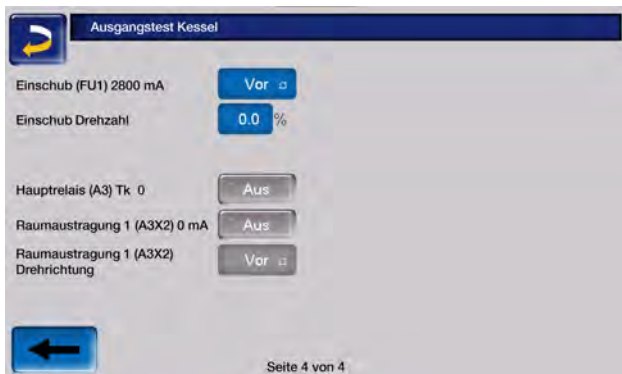 Ausgangstest Kessel
Einschub (FU1) 2800 mA Vor
Einschub Drehzahl 0.0 %
Hauptrelais (A3) Tk 0 Aus
Raumaustragung 1 (A3X2) 0 mA Aus
Raumaustragung 1 (A3X2)
Drehrichtung
Vor
Seite 4 von 4